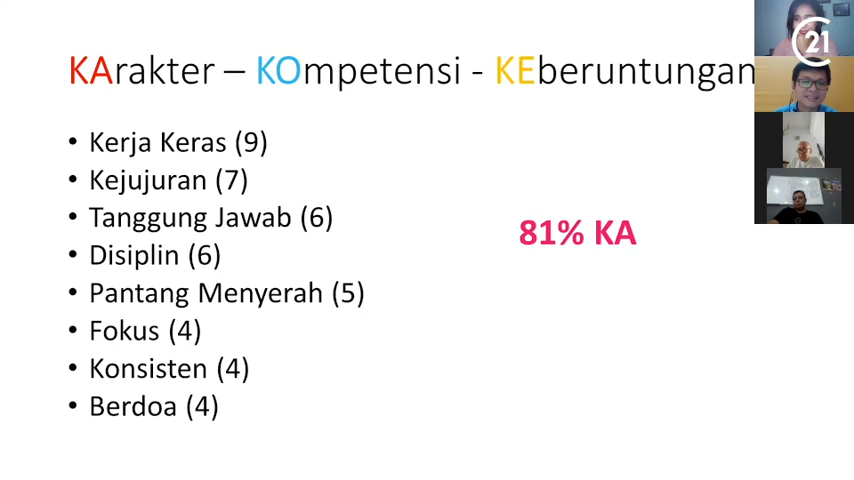 KArakter – KOmpetensi - KEberuntungan
• Kerja Keras (9)
• Kejujuran (7)
• Tanggung Jawab (6)
• Disiplin (6)
• Pantang Menyerah (5)
• Fokus (4)
• Konsisten (4)
• Berdoa (4)
81% KA
C21